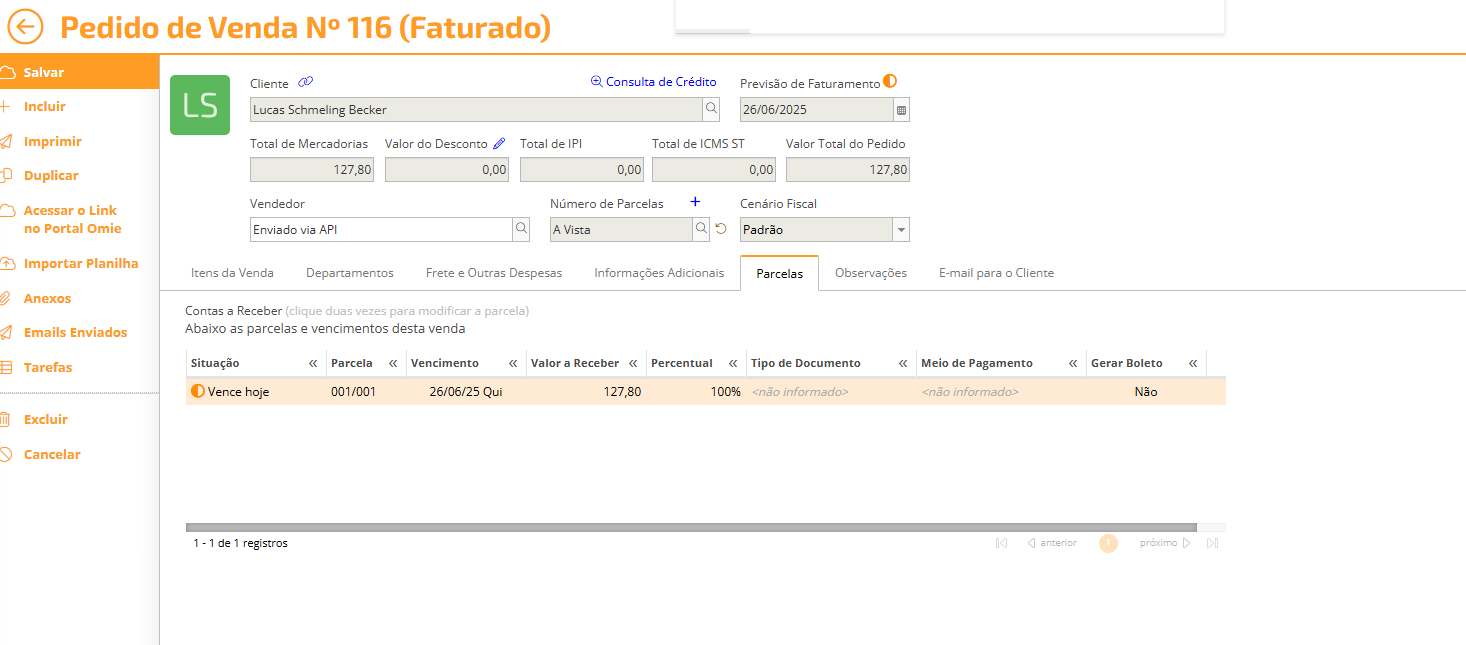 Pedido de Venda Nº 116 (Faturado)
Salvar
Incluir
Imprimir
Duplicar
Acessar o Link
no Portal Omie
Importar Planilha
Anexos
Emails Enviados
Tarefas
Excluir
Cancelar
LS
Cliente
Consulta de Crédito
Previsão de Faturamento
Lucas Schmeling Becker
26/06/2025
Total de Mercadorias
Valor do Desconto
Total de IPI
Total de ICMS ST
Valor Total do Pedido
127,80
0,00
0,00
0,00
127,80
Vendedor
Número de Parcelas
Cenário Fiscal
Enviado via API
A Vista
Padrão
Itens da Venda
Departamentos
Frete e Outras Despesas
Informações Adicionais
Parcelas
Observações
E-mail para o Cliente
Contas a Receber (clique duas vezes para modificar a parcela)
Abaixo as parcelas e vencimentos desta venda
Situação « Parcela « Vencimento « Valor a Receber « Percentual « Tipo de Documento « Meio de Pagamento « Gerar Boleto «
Vence hoje 001/001 26/06/25 Qui 127,80 100% <não informado> <não informado> Não
1 - 1 de 1 registros
anterior
1
próximo